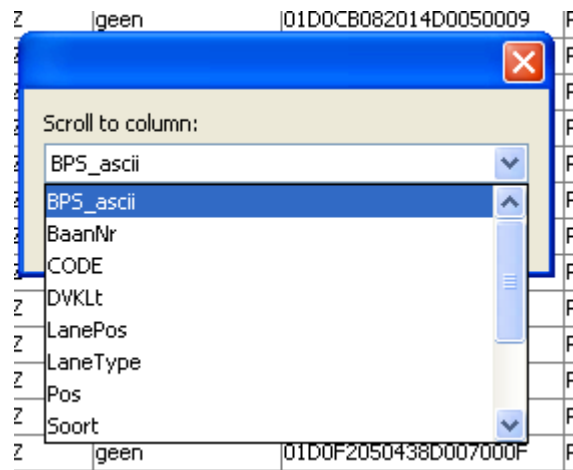 Z geen 01D0CB082014D0050009
Scroll to column:
BPS_ascii
BPS_ascii
BaanNr
CODE
DVKLt
LanePos
LaneType
Pos
Soort
Z geen 01D0F2050438D007000F